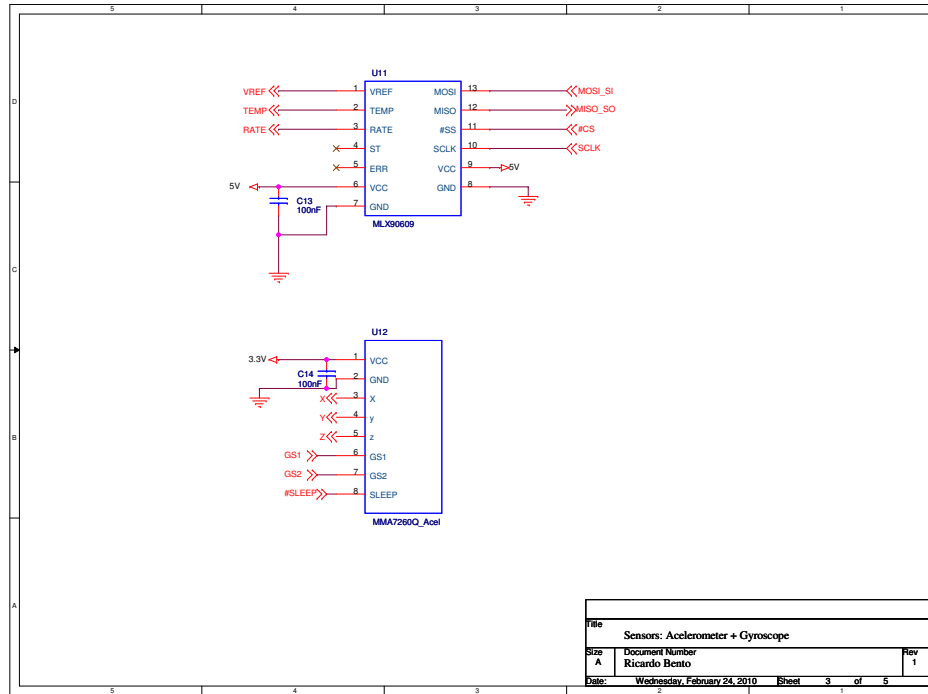 5 4 3 2 1
D
C
B
A
U11
VREF 1 VREF MOSI 13 MOSI_SI
TEMP 2 TEMP MISO 12 MISO_SO
RATE 3 RATE #SS 11 #CS
4 ST SCLK 10 SCLK
5 ERR VCC 9 5V
5V 6 VCC GND 8
7 GND
C13
100nF
MLX90609
U12
3.3V 1 VCC
C14
100nF
2 GND
X 3 X
Y 4 y
Z 5 z
GS1 6 GS1
GS2 7 GS2
#SLEEP 8 SLEEP
MMA7260Q_Acel
Title
Sensors: Acelerometer + Gyroscope
Size Document Number Rev
A Ricardo Bento 1
Date: Wednesday, February 24, 2010 Sheet 3 of 5
5 4 3 2 1